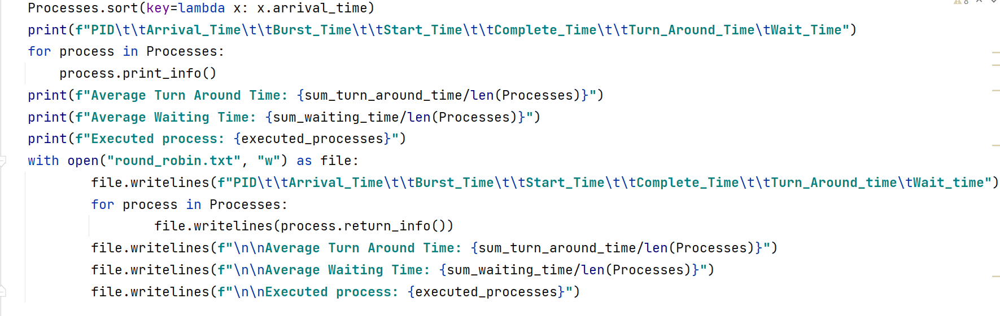 8
Processes.sort(key=lambda x: x.arrival_time)
print(f"PID\t\tArrival_Time\t\tBurst_Time\t\tStart_Time\t\tComplete_Time\t\tTurn_Around_Time\tWait_Time")
for process in Processes:
    process.print_info()
print(f"Average Turn Around Time: {sum_turn_around_time/len(Processes)}")
print(f"Average Waiting Time: {sum_waiting_time/len(Processes)}")
print(f"Executed process: {executed_processes}")
with open("round_robin.txt", "w") as file:
        file.writelines(f"PID\t\tArrival_Time\t\tBurst_Time\t\tStart_Time\t\tComplete_Time\t\tTurn_Around_time\tWait_time")
        for process in Processes:
                file.writelines(process.return_info())
        file.writelines(f"\n\nAverage Turn Around Time: {sum_turn_around_time/len(Processes)}")
        file.writelines(f"\n\nAverage Waiting Time: {sum_waiting_time/len(Processes)}")
        file.writelines(f"\n\nExecuted process: {executed_processes}")